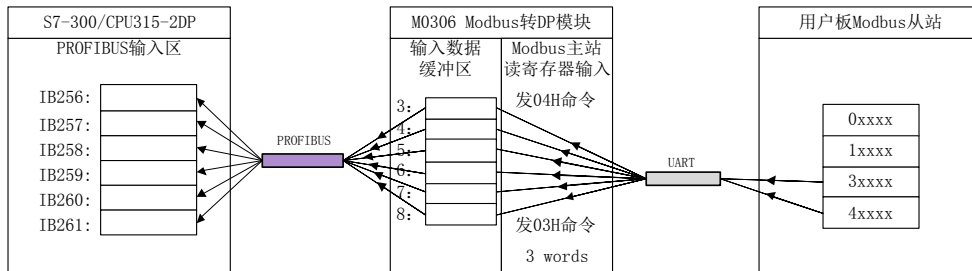 S7-300/CPU315-2DP
PROFIBUS输入区
IB256:
IB257:
IB258:
IB259:
IB260:
IB261:
PROFIBUS
M0306 Modbus转DP模块
输入数据
缓冲区
3:
4:
5:
6:
7:
8:
Modbus主站
读寄存器输入
发04H命令
发03H命令
3 words
UART
用户板Modbus从站
0xxxx
1xxxx
3xxxx
4xxxx